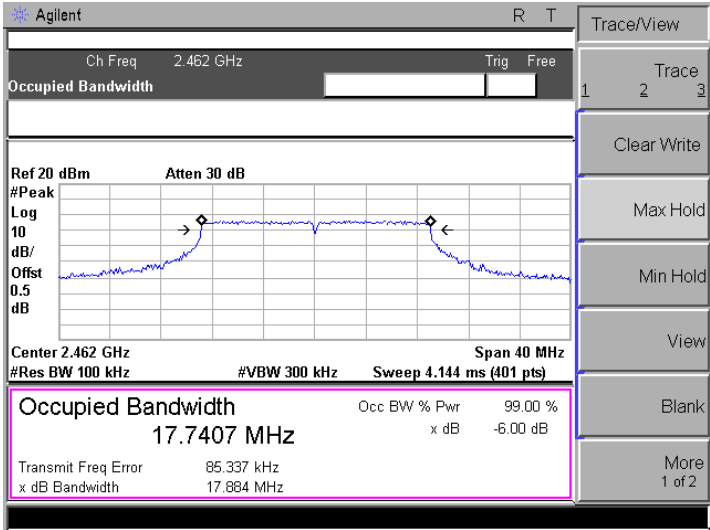 Agilent R T
Ch Freq 2.462 GHz Trig Free
Occupied Bandwidth
Ref 20 dBm Atten 30 dB
#Peak
Log
10
dB/
Offst
0.5
dB
Center 2.462 GHz Span 40 MHz
#Res BW 100 kHz #VBW 300 kHz Sweep 4.144 ms (401 pts)
Occupied Bandwidth Occ BW % Pwr 99.00 %
17.7407 MHz x dB -6.00 dB
Transmit Freq Error 85.337 kHz
x dB Bandwidth 17.884 MHz
Trace/View
Trace
1 2 3
Clear Write
Max Hold
Min Hold
View
Blank
More
1 of 2